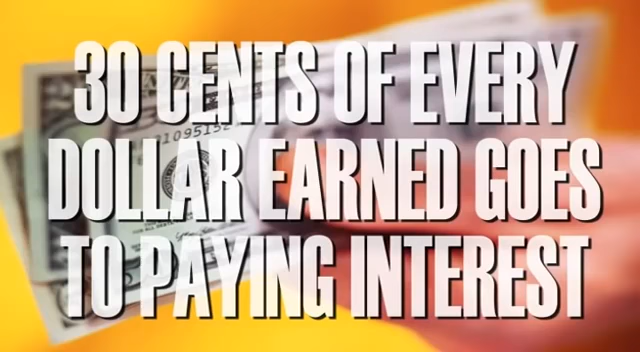 30 CENTS OF EVERY
DOLLAR EARNED GOES
TO PAYING INTEREST